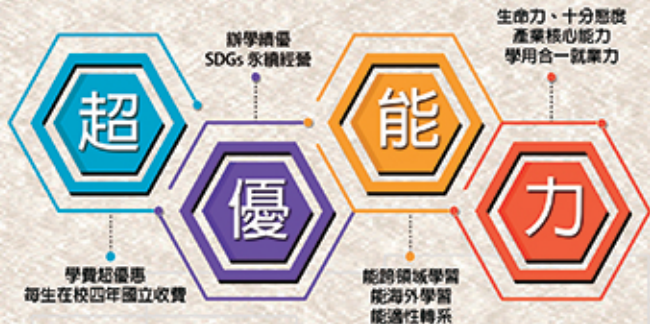 超
學費超優惠
每生在校四年國立收費
辦學績優
SDGs 永續經營
優
能
能跨領域學習
能海外學習
能適性轉系
生命力、十分態度
產業核心能力
學用合一就業力
力